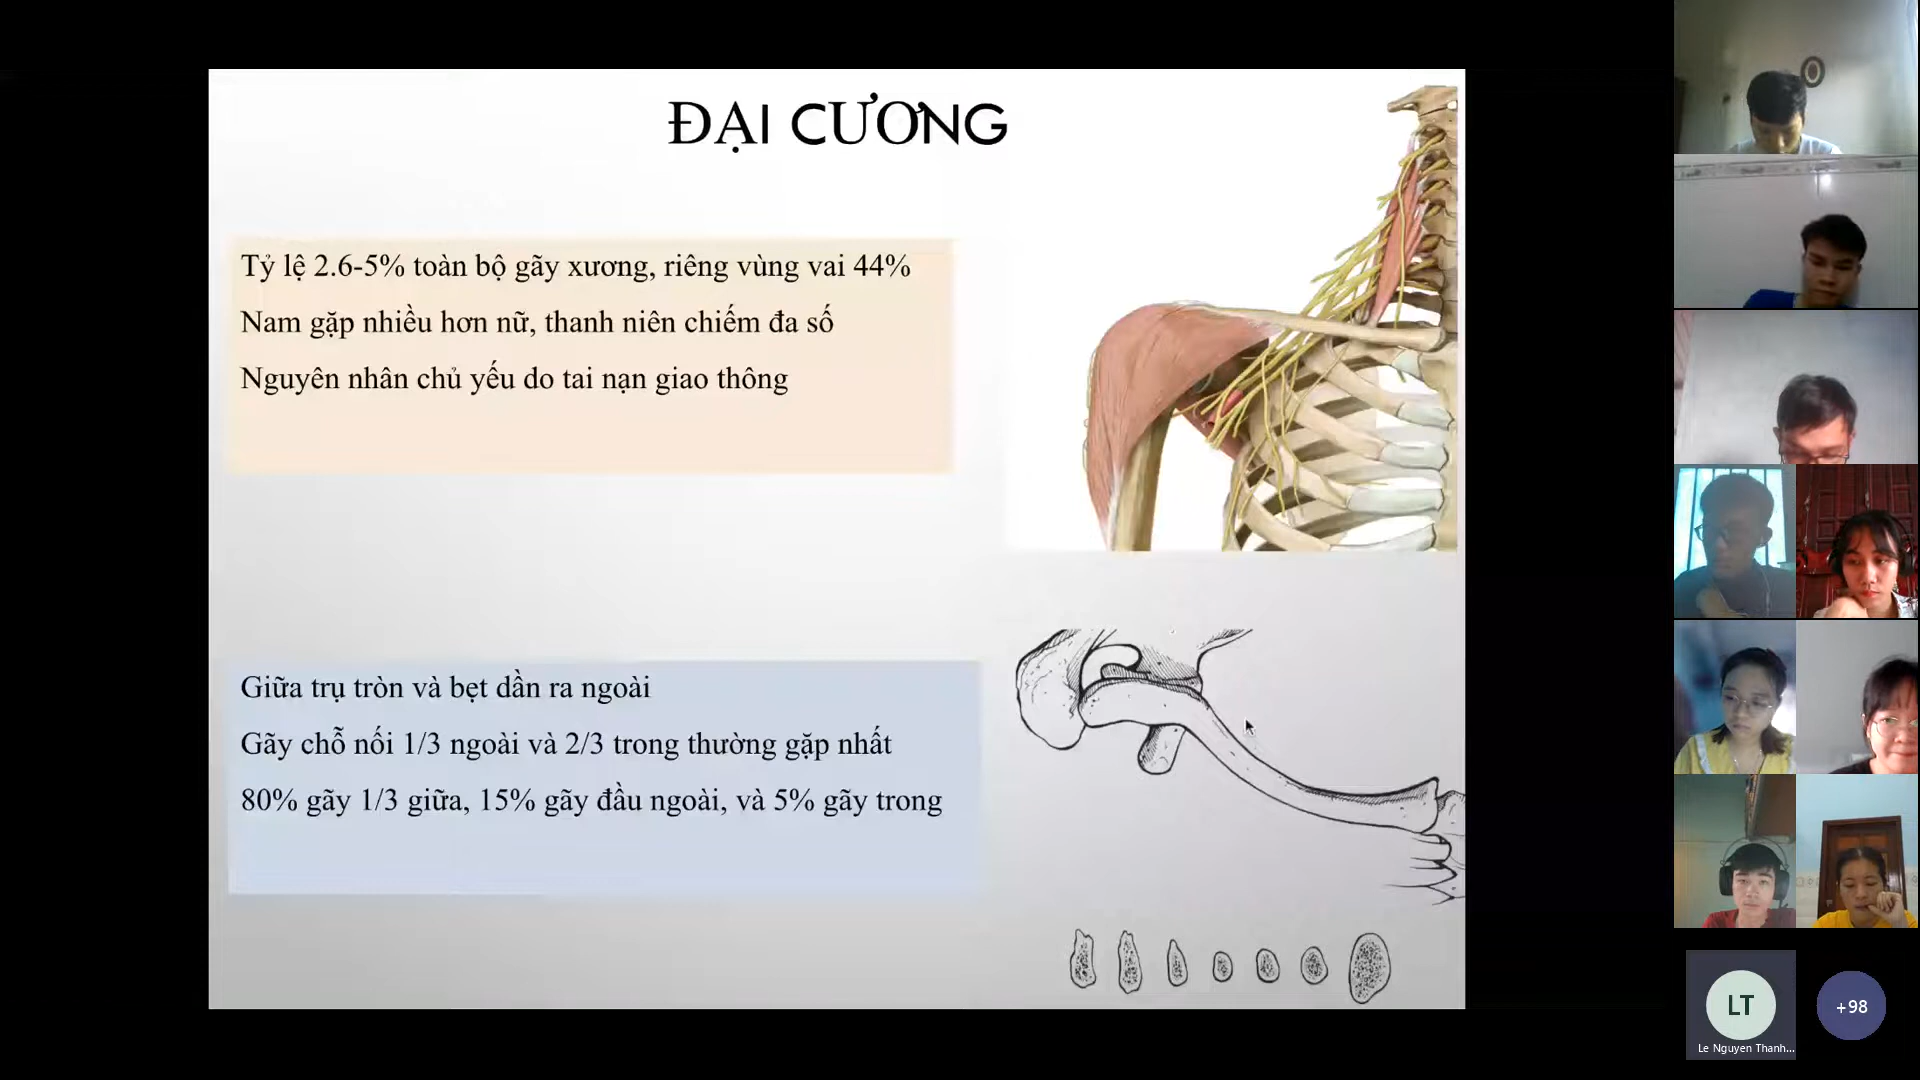 ĐẠI CƯƠNG
Tỷ lệ 2.6-5% toàn bộ gãy xương, riêng vùng vai 44%
Nam gặp nhiều hơn nữ, thanh niên chiếm đa số
Nguyên nhân chủ yếu do tai nạn giao thông
Giữa trụ tròn và bẹt dần ra ngoài
Gãy chỗ nối 1/3 ngoài và 2/3 trong thường gặp nhất
80% gãy 1/3 giữa, 15% gãy đầu ngoài, và 5% gãy trong
LT
+98
Le Nguyen Thanh...